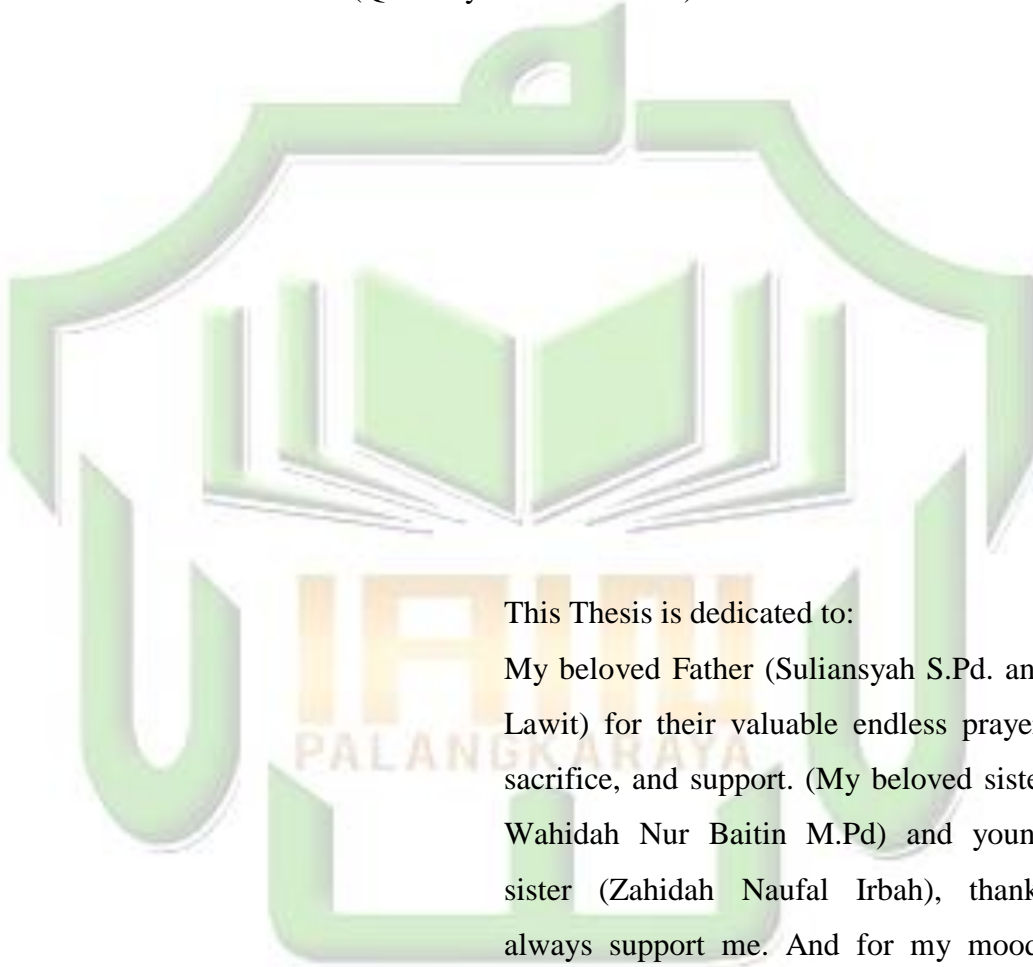 This Thesis is dedicated to:
My beloved Father (Suliansyah S.Pd. an
Lawit) for their valuable endless praye
sacrifice, and support. (My beloved siste
Wahidah Nur Baitin M.Pd) and youn
sister (Zahidah Naufal Irbah), thank
always support me. And for my mood
IAIN
PALANGKARAYA